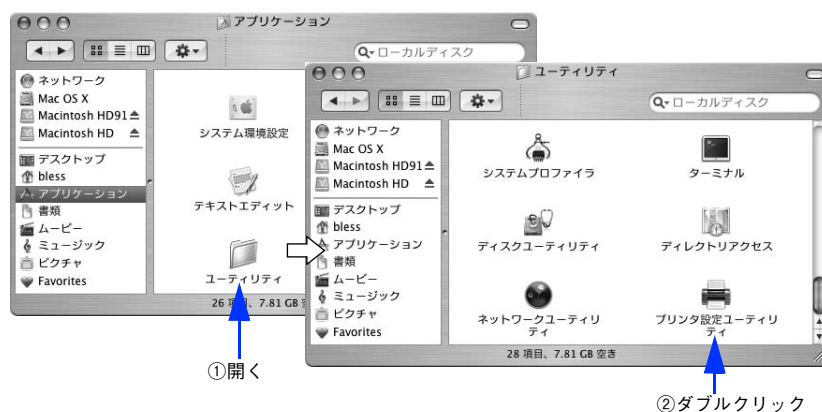 アプリケーション
ローカルディスク
ネットワーク
Mac OS X
Macintosh HD91
Macintosh HD
デスクトップ
bless
アプリケーション
書類
ムービー
ミュージック
ピクチャ
Favorites
システム環境設定
テキストエディット
ユーティリティ
26 項、7.81 GB
①開く
ユーティリティ
ローカルディスク
ネットワーク
Mac OS X
Macintosh HD91
Macintosh HD
デスクトップ
bless
アプリケーション
書類
ムービー
ミュージック
ピクチャ
Favorites
システムプロファイラ
ターミナル
ディスクユーティリティ
ディレクトリアクセス
ネットワークユーティリ
ティ
プリンタ設定ユーティリ
ティ
28 項目、7.81 GB 空き
②ダブルクリック